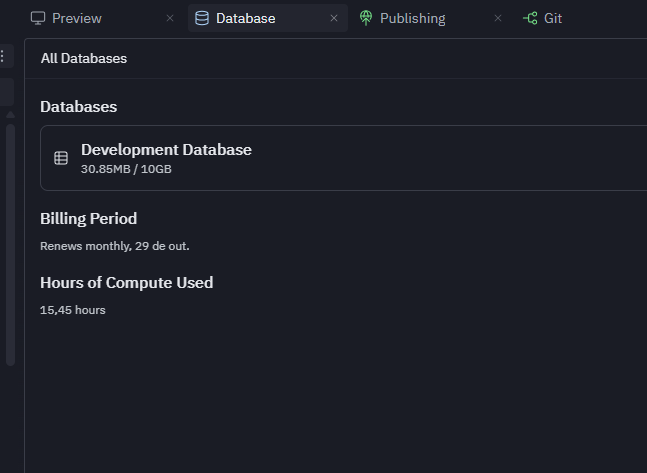 Preview
Database
Publishing
Git
All Databases
Databases
Development Database
30.85MB / 10GB
Billing Period
Renews monthly, 29 de out.
Hours of Compute Used
15,45 hours